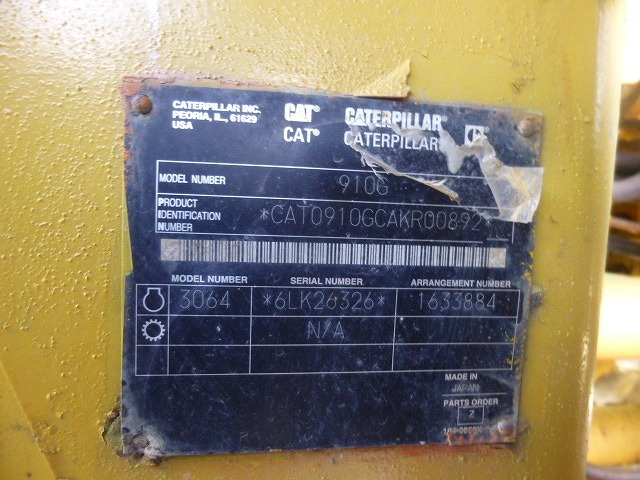 CATERPILLAR INC.
PEORIA, IL., 61629
USA
CAT® CATERPILLAR®
CAT® CATERPILLAR
MODEL NUMBER 910G
PRODUCT
IDENTIFICATION
NUMBER
*CAT0910GCAKR00892
MODEL NUMBER SERIAL NUMBER ARRANGEMENT NUMBER
3064 *6LK26326* 1633884
N/A
MADE IN
JAPAN
PARTS ORDER
Z